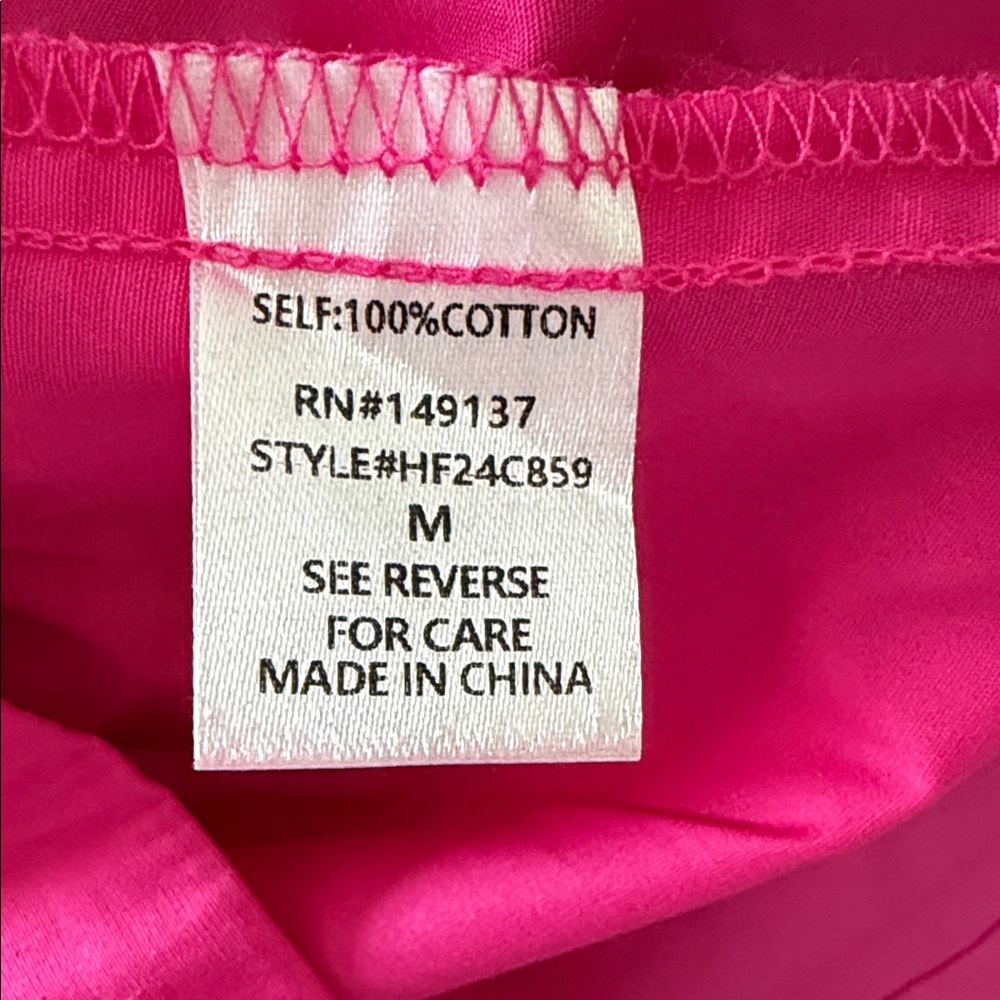 SELF:100%COTTON
RN#149137
STYLE#HF24C859
M
SEE REVERSE
FOR CARE
MADE IN CHINA